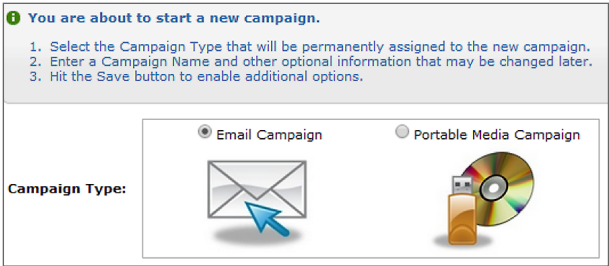 You are about to start a new campaign.
1. Select the Campaign Type that will be permanently assigned to the new campaign.
2. Enter a Campaign Name and other optional information that may be changed later.
3. Hit the Save button to enable additional options.
Email Campaign Portable Media Campaign
Campaign Type: